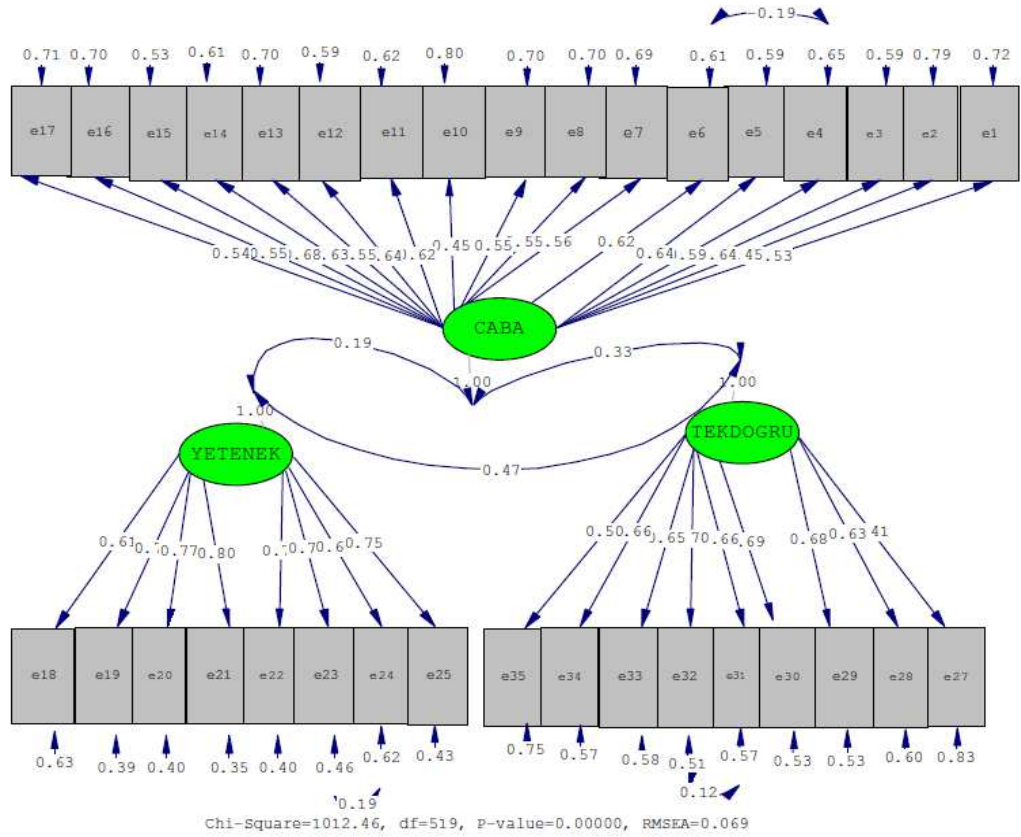 0.19
0.71 0.70 0.53 0.61 0.70 0.59 0.62 0.80 0.70 0.70 0.69 0.61 0.59 0.65 0.59 0.79 0.72
e17 e16 e15 e14 e13 e12 e11 e10 e9 e8 e7 e6 e5 e4 e3 e2 e1
0.54 0.55 .68 .63 .55 .64 .62 0.45 0.55 .55 .56 0.62 0.64 .59 .64 .45 .53
CABA
0.19 0.33
1.00 1.00
1.00
YETENEK TEKDOGRU
0.47
0.61 0.77 0.80 0.75 0.50 .66 .65 0.66 .69 0.68 0.63 .41
e18 e19 e20 e21 e22 e23 e24 e25 e35 e34 e33 e32 e31 e30 e29 e28 e27
0.63 0.39 0.40 0.35 0.40 0.46 0.62 0.43 0.75 0.57 0.58 0.51 0.57 0.53 0.53 0.60 0.83
0.19 0.12
Chi-Square=1012.46, df=519, P-value=0.00000, RMSEA=0.069